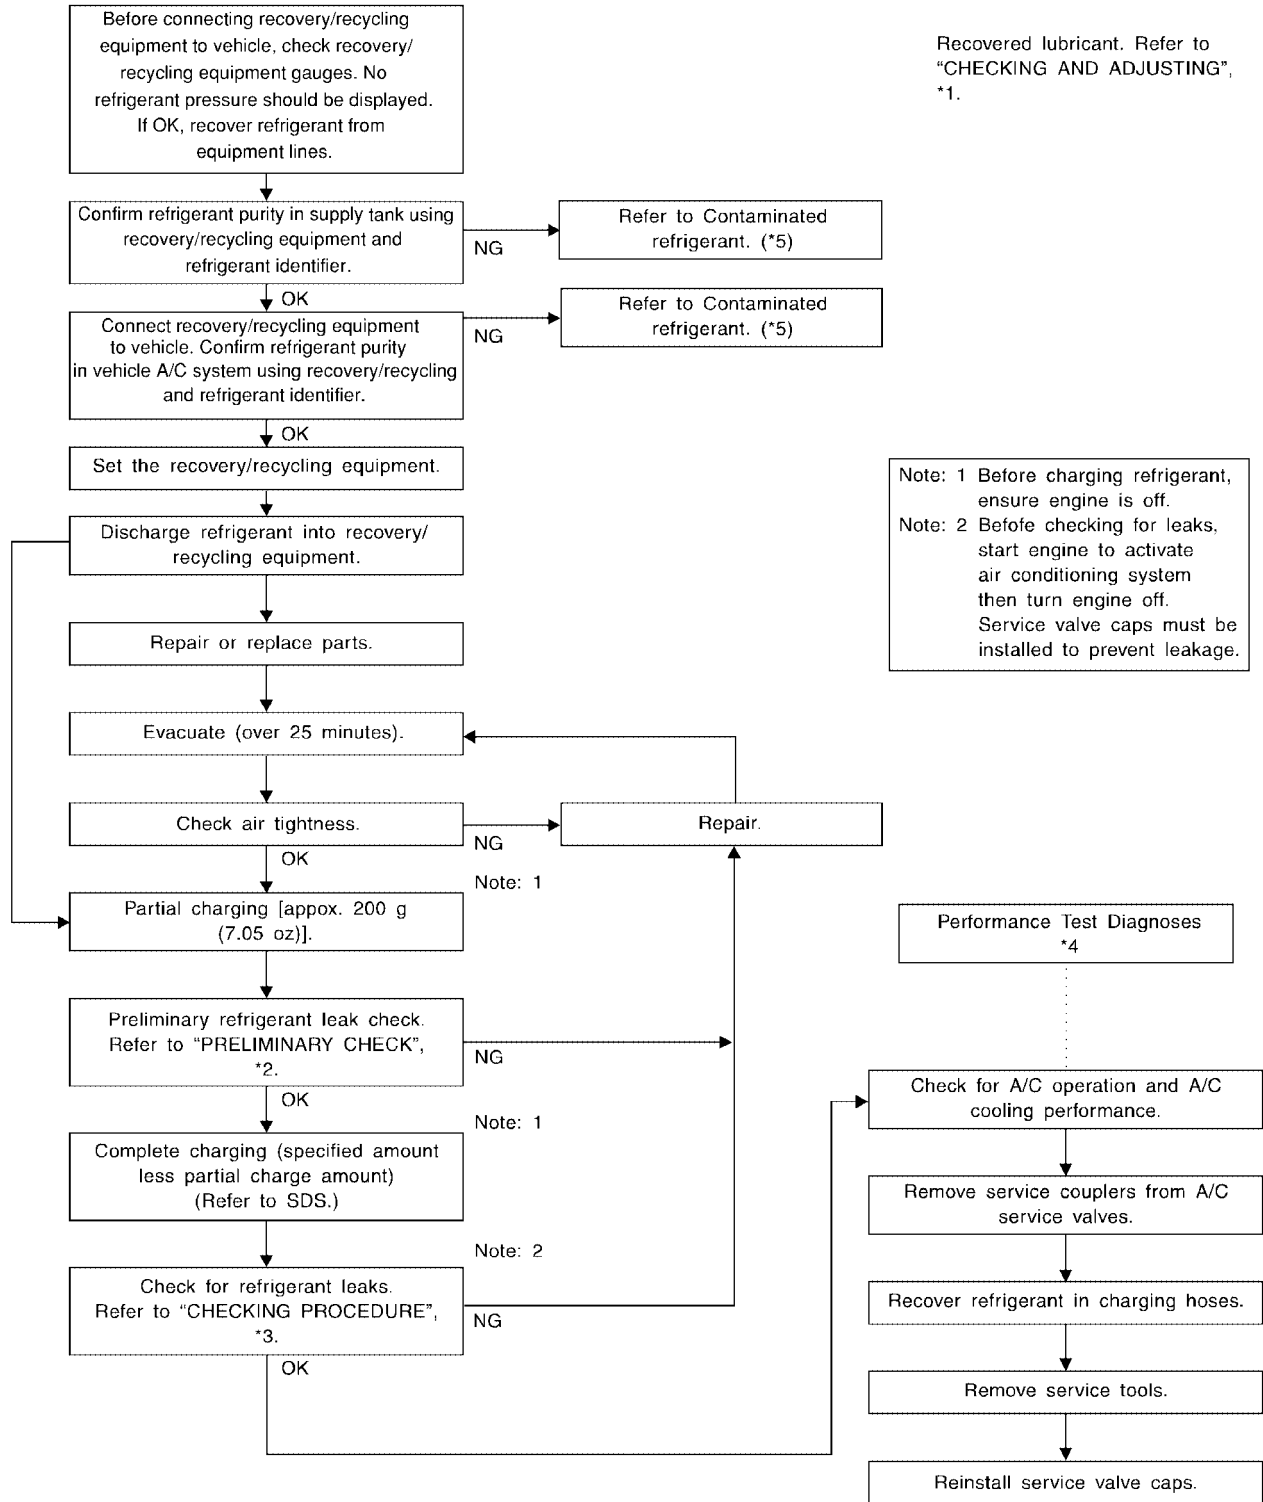 Before connecting recovery/recycling
equipment to vehicle, check recovery/
recycling equipment gauges. No
refrigerant pressure should be displayed.
If OK, recover refrigerant from
equipment lines.
Recovered lubricant. Refer to
“CHECKING AND ADJUSTING”,
*1.
Confirm refrigerant purity in supply tank using
recovery/recycling equipment and
refrigerant identifier.
NG
Refer to Contaminated
refrigerant. (*5)
OK
Connect recovery/recycling equipment
to vehicle. Confirm refrigerant purity
in vehicle A/C system using recovery/recycling
and refrigerant identifier.
NG
Refer to Contaminated
refrigerant. (*5)
OK
Set the recovery/recycling equipment.
Discharge refrigerant into recovery/
recycling equipment.
Note: 1 Before charging refrigerant,
ensure engine is off.
Note: 2 Befofe checking for leaks,
start engine to activate
air conditioning system
then turn engine off.
Service valve caps must be
installed to prevent leakage.
Repair or replace parts.
Evacuate (over 25 minutes).
Check air tightness.
NG
Repair.
OK
Note: 1
Partial charging [appox. 200 g
(7.05 oz)].
Preliminary refrigerant leak check.
Refer to “PRELIMINARY CHECK”,
*2.
NG
OK
Note: 1
Complete charging (specified amount
less partial charge amount)
(Refer to SDS.)
Note: 2
Check for refrigerant leaks.
Refer to “CHECKING PROCEDURE”,
*3.
NG
OK
Performance Test Diagnoses
*4
Check for A/C operation and A/C
cooling performance.
Remove service couplers from A/C
service valves.
Recover refrigerant in charging hoses.
Remove service tools.
Reinstall service valve caps.